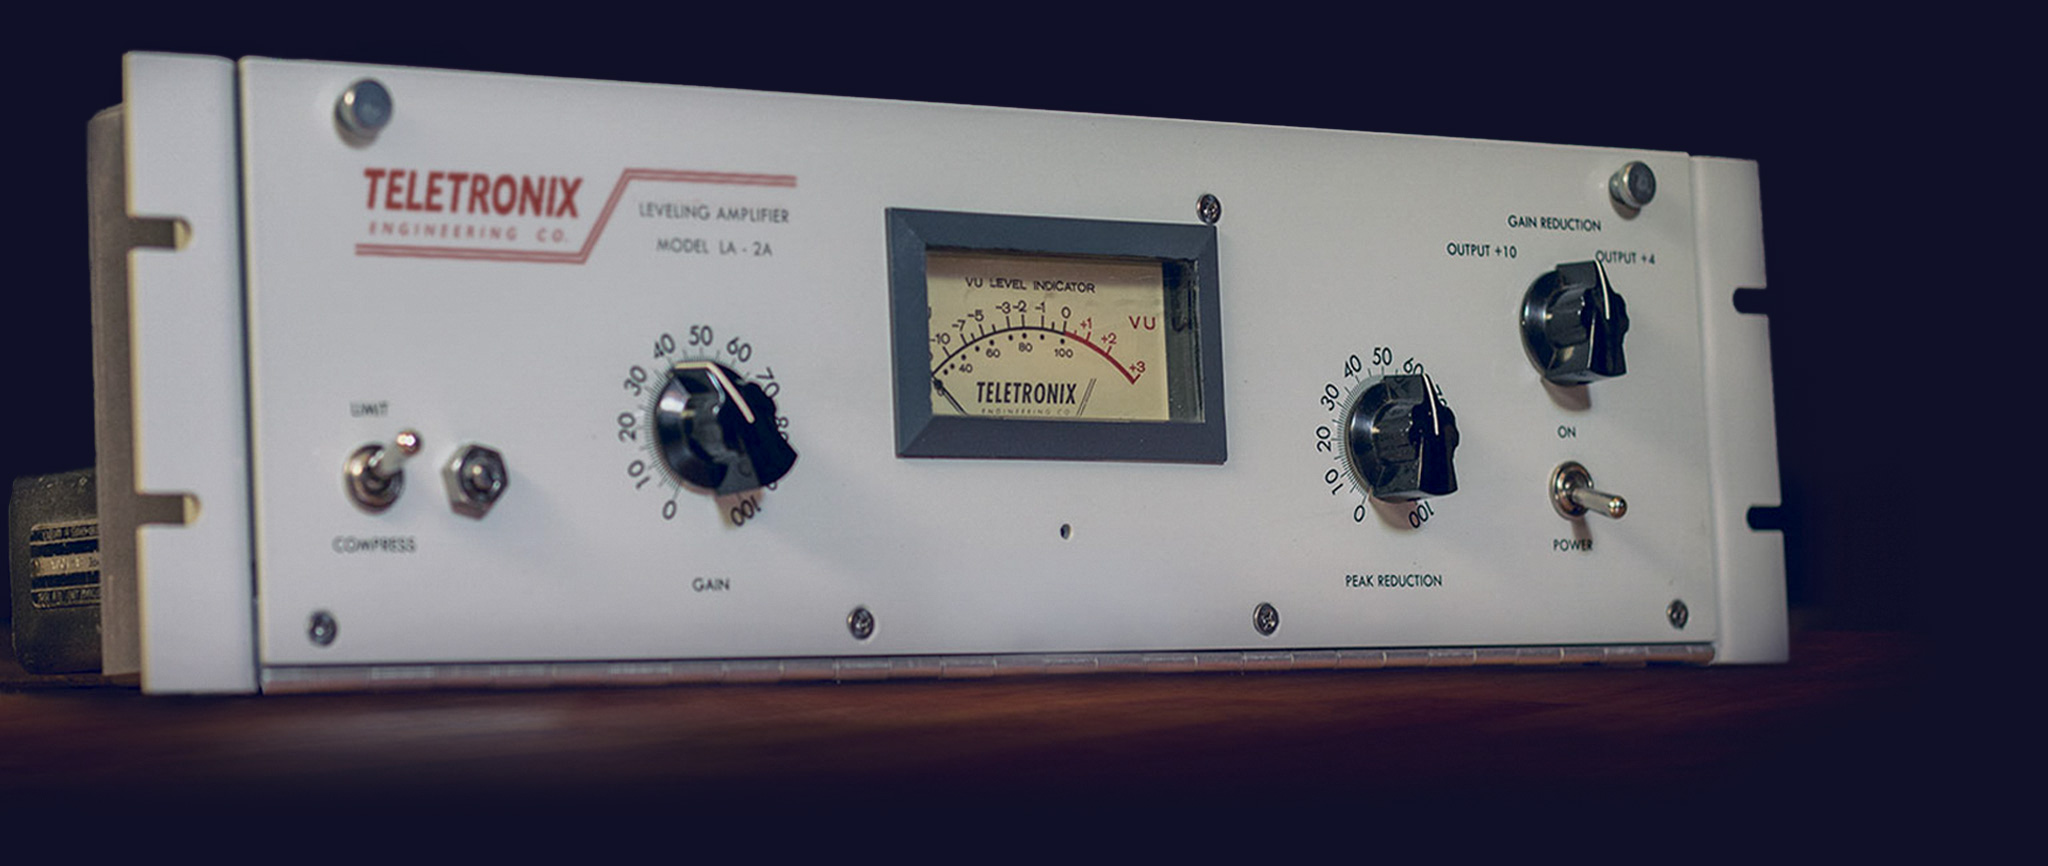 TELETRONIX
ENGINEERING CO.
LEVELING AMPLIFIER
MODEL LA - 2A
LIMIT
COMPRESS
0 10 20 30 40 50 60 70 80 100
GAIN
VU LEVEL INDICATOR
-10 -7 -5 -3 -2 -1 0 +1 +2 +3
VU
40 60 80 100
TELETRONIX
ENGINEERING CO
0 10 20 30 40 50 60 100
PEAK REDUCTION
GAIN REDUCTION
OUTPUT +10
OUTPUT +4
ON
POWER